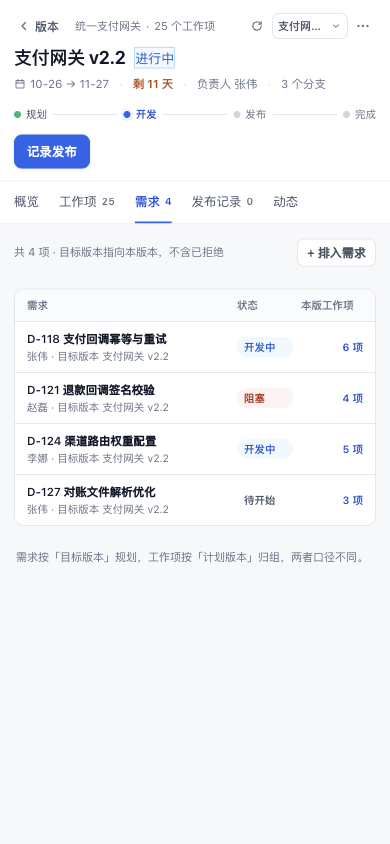 版本 统一支付网关 · 25 个工作项 支付网...
支付网关 v2.2 进行中
10-26 → 11-27 · 剩 11 天 · 负责人 张伟 · 3 个分支
规划 开发 发布 完成
记录发布
概览 工作项 25 需求 4 发布记录 0 动态
共 4 项 · 目标版本指向本版本，不含已拒绝 + 排入需求
需求 状态 本版工作项
D-118 支付回调幂等与重试 开发中 6 项
张伟 · 目标版本 支付网关 v2.2
D-121 退款回调签名校验 阻塞 4 项
赵磊 · 目标版本 支付网关 v2.2
D-124 渠道路由权重配置 开发中 5 项
李娜 · 目标版本 支付网关 v2.2
D-127 对账文件解析优化 待开始 3 项
张伟 · 目标版本 支付网关 v2.2
需求按「目标版本」规划，工作项按「计划版本」归组，两者口径不同。